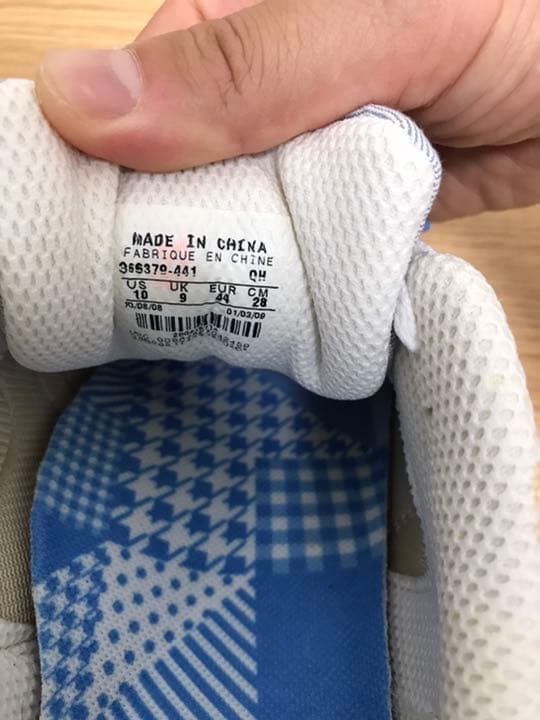 MADE IN CHINA
FABRIQUE EN CHINE
366379-441 QH
US UK EUR CM
10 9 44 28
01/03/09